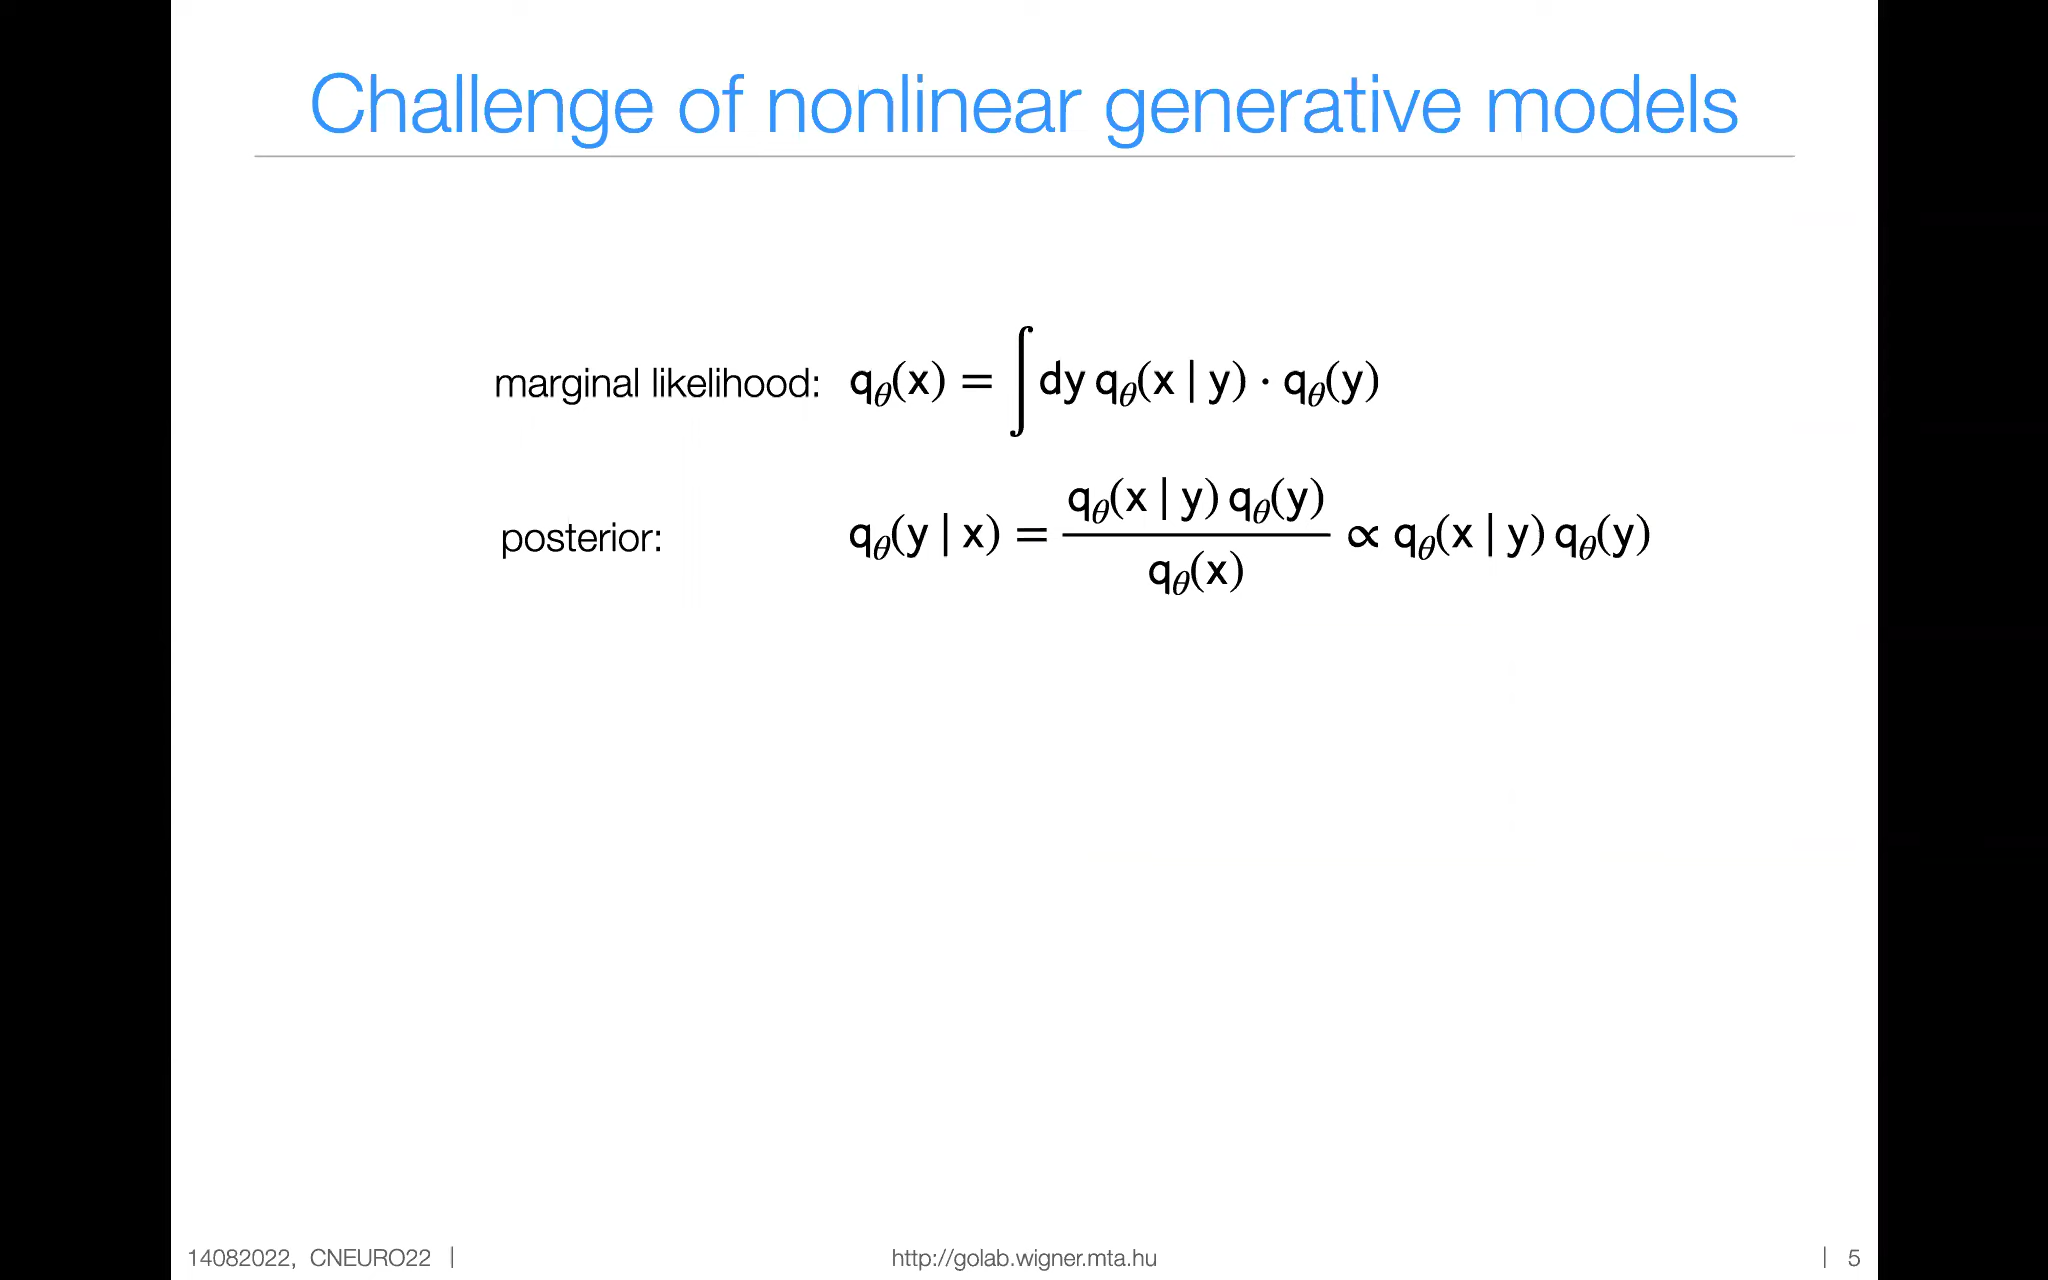 Challenge of nonlinear generative models
marginal likelihood: qθ(x) = ∫ dy qθ(x | y) · qθ(y)
posterior: qθ(y | x) = qθ(x | y) qθ(y) / qθ(x) ∝ qθ(x | y) qθ(y)
14082022, CNEURO22 | http://golab.wigner.mta.hu | 5